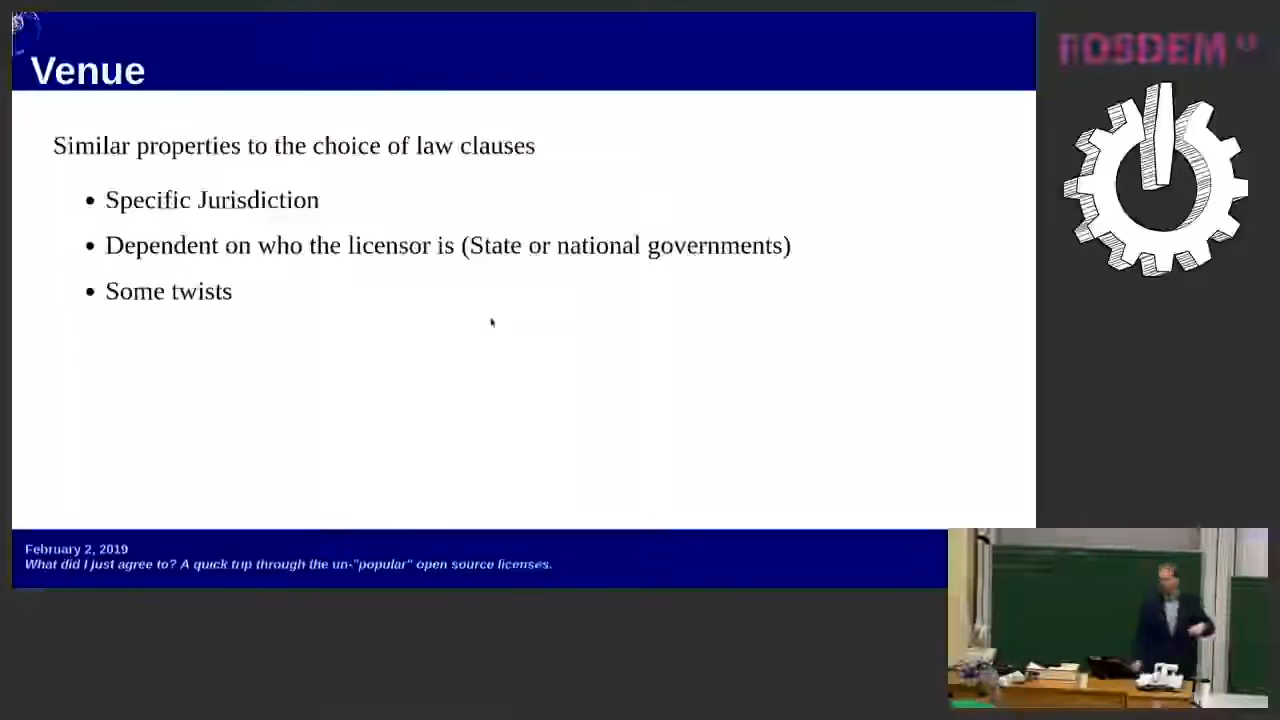 Venue
FOSDEM
Similar properties to the choice of law clauses
• Specific Jurisdiction
• Dependent on who the licensor is (State or national governments)
• Some twists
February 2, 2019
What did I just agree to? A quick trip through the un-"popular" open source licenses.